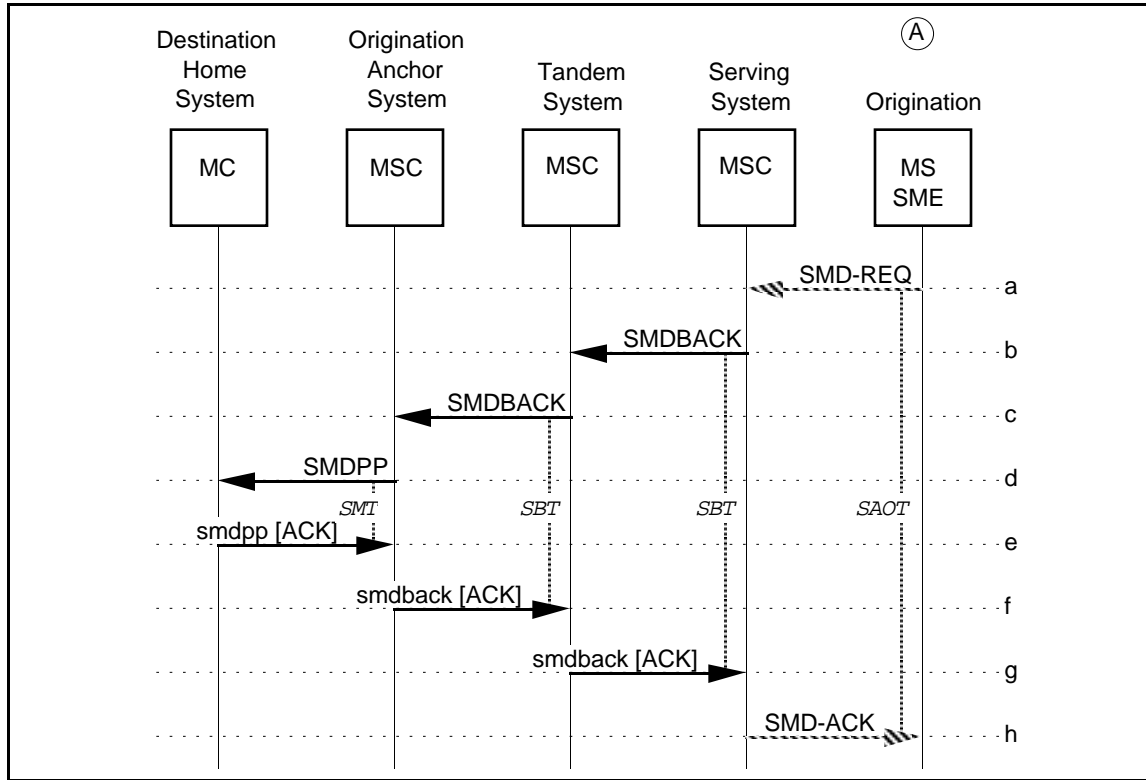 A
Destination
Home
System
Origination
Anchor
System
Tandem
System
Serving
System
Origination
MC
MSC
MSC
MSC
MS
SME
SMD-REQ
a
SMDBACK
b
SMDBACK
c
SMDPP
d
SMT
SBT
SBT
SAOT
smdpp [ACK]
e
smdback [ACK]
f
smdback [ACK]
g
SMD-ACK
h